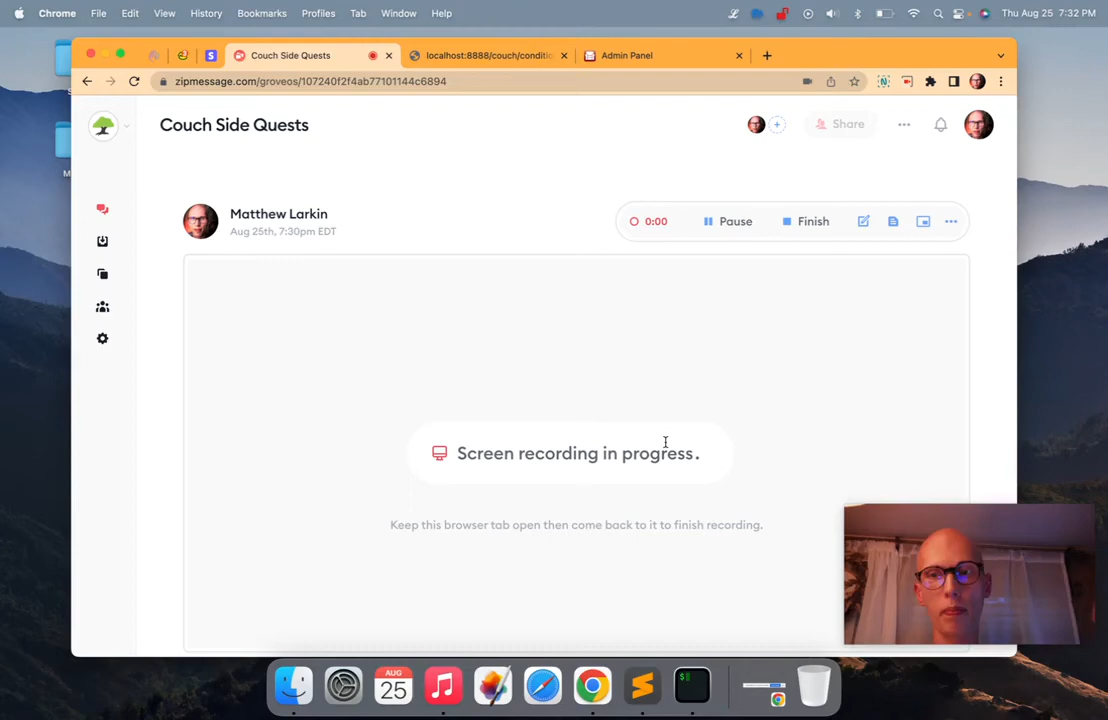 Chrome File Edit View History Bookmarks Profiles Tab Window Help Thu Aug 25 7:32 PM
Couch Side Quests localhost:8888/couch/conditic Admin Panel
zipmessage.com/groveos/107240f2f4ab77101144c6894
Couch Side Quests
Share
Matthew Larkin
Aug 25th, 7:30pm EDT
0:00 Pause Finish
Screen recording in progress.
Keep this browser tab open then come back to it to finish recording.
AUG
25